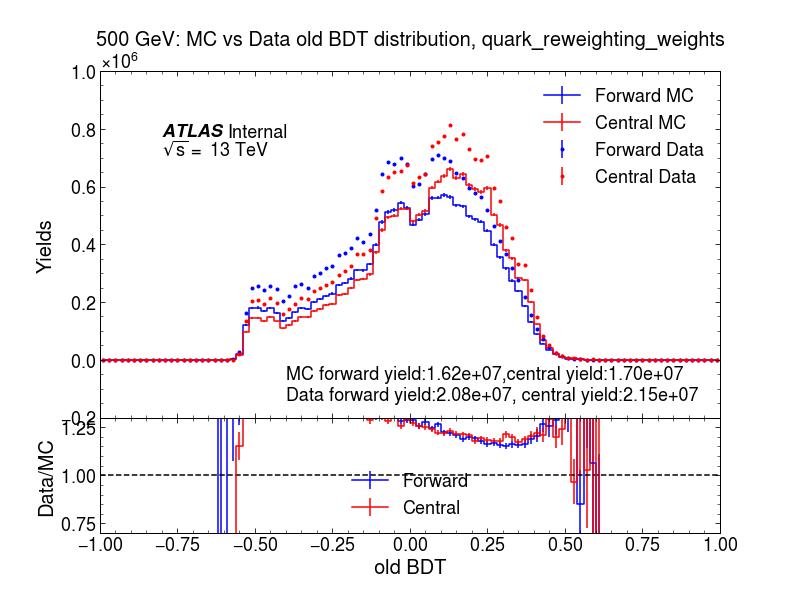 500 GeV: MC vs Data old BDT distribution, quark_reweighting_weights
×10⁶
1.0
0.8
0.6
0.4
0.2
0.0
0.2
Yields
ATLAS Internal
√s = 13 TeV
Forward MC
Central MC
Forward Data
Central Data
MC forward yield:1.62e+07,central yield:1.70e+07
Data forward yield:2.08e+07, central yield:2.15e+07
1.25
1.00
0.75
Data/MC
Forward
Central
−1.00 −0.75 −0.50 −0.25 0.00 0.25 0.50 0.75 1.00
old BDT